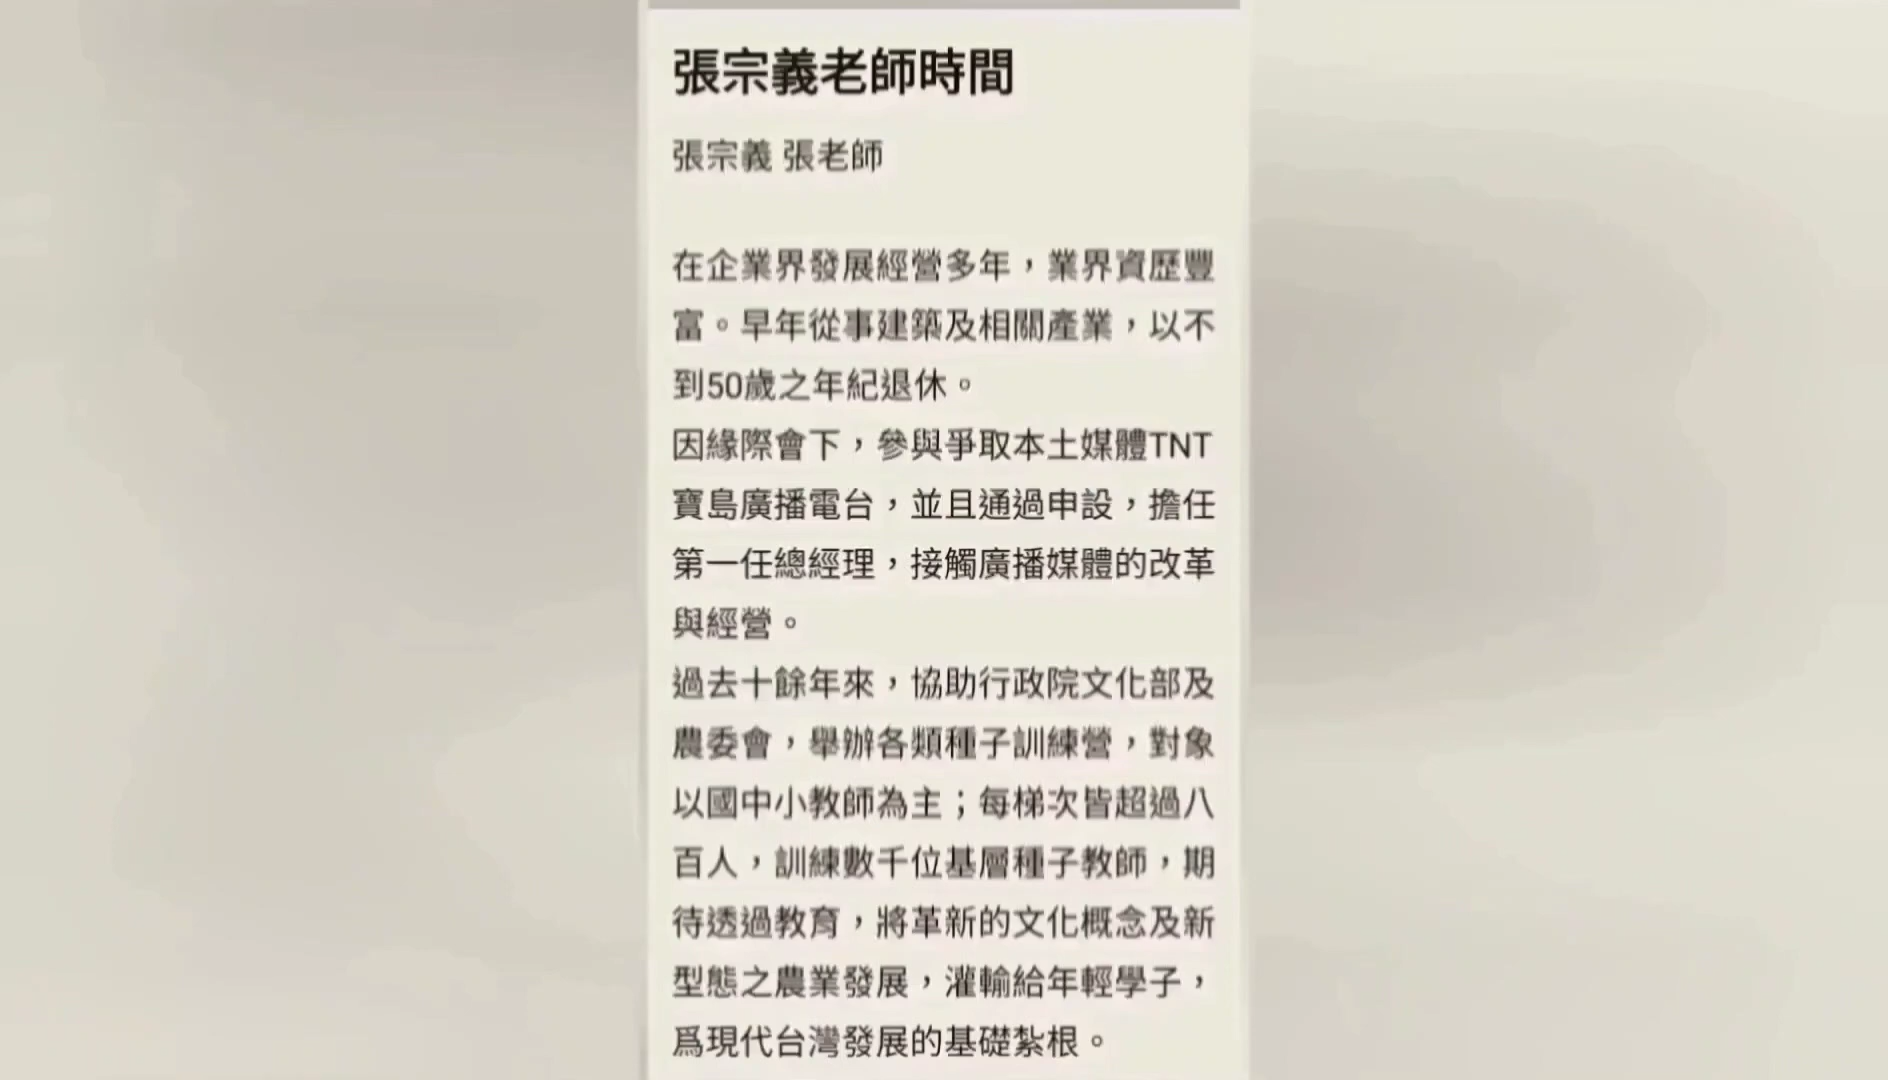 張宗義老師時間
張宗義 張老師
在企業界發展經營多年，業界資歷豐
富。早年從事建築及相關產業，以不
到50歲之年紀退休。
因緣際會下，參與爭取本土媒體TNT
寶島廣播電台，並且通過申設，擔任
第一任總經理，接觸廣播媒體的改革
與經營。
過去十餘年來，協助行政院文化部及
農委會，舉辦各類種子訓練營，對象
以國中小教師為主；每梯次皆超過八
百人，訓練數千位基層種子教師，期
待透過教育，將革新的文化概念及新
型態之農業發展，灌輸給年輕學子，
爲現代台灣發展的基礎紮根。